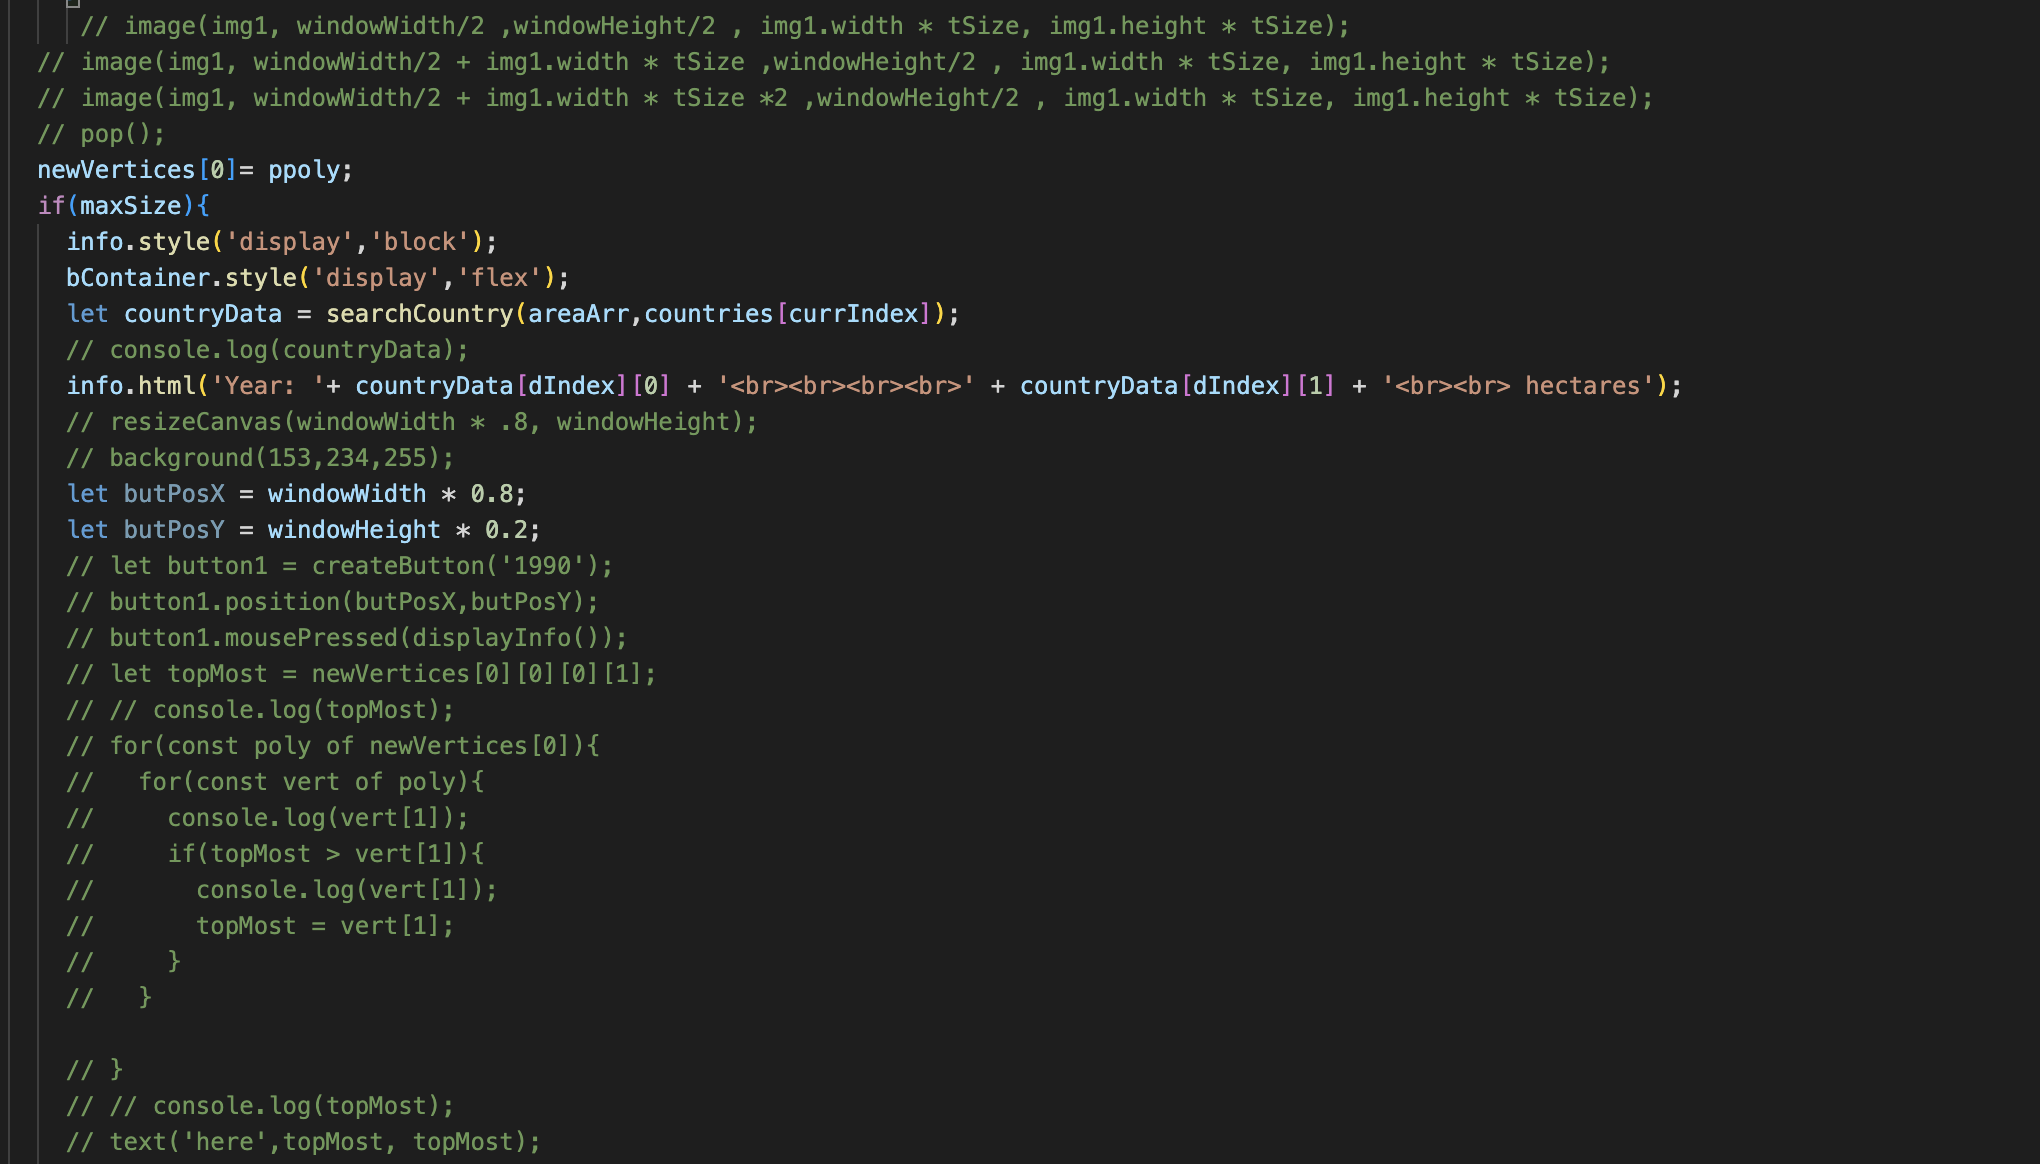 // image(img1, windowWidth/2 ,windowHeight/2 , img1.width * tSize, img1.height * tSize);
// image(img1, windowWidth/2 + img1.width * tSize ,windowHeight/2 , img1.width * tSize, img1.height * tSize);
// image(img1, windowWidth/2 + img1.width * tSize *2 ,windowHeight/2 , img1.width * tSize, img1.height * tSize);
// pop();
newVertices[0]= ppoly;
if(maxSize){
info.style('display','block');
bContainer.style('display','flex');
let countryData = searchCountry(areaArr,countries[currIndex]);
// console.log(countryData);
info.html('Year: '+ countryData[dIndex][0] + '<br><br><br><br>' + countryData[dIndex][1] + '<br><br> hectares');
// resizeCanvas(windowWidth * .8, windowHeight);
// background(153,234,255);
let butPosX = windowWidth * 0.8;
let butPosY = windowHeight * 0.2;
// let button1 = createButton('1990');
// button1.position(butPosX,butPosY);
// button1.mousePressed(displayInfo());
// let topMost = newVertices[0][0][0][1];
// // console.log(topMost);
// for(const poly of newVertices[0]){
//   for(const vert of poly){
//     console.log(vert[1]);
//     if(topMost > vert[1]){
//       console.log(vert[1]);
//       topMost = vert[1];
//     }
//   }
// }
// // console.log(topMost);
// text('here',topMost, topMost);